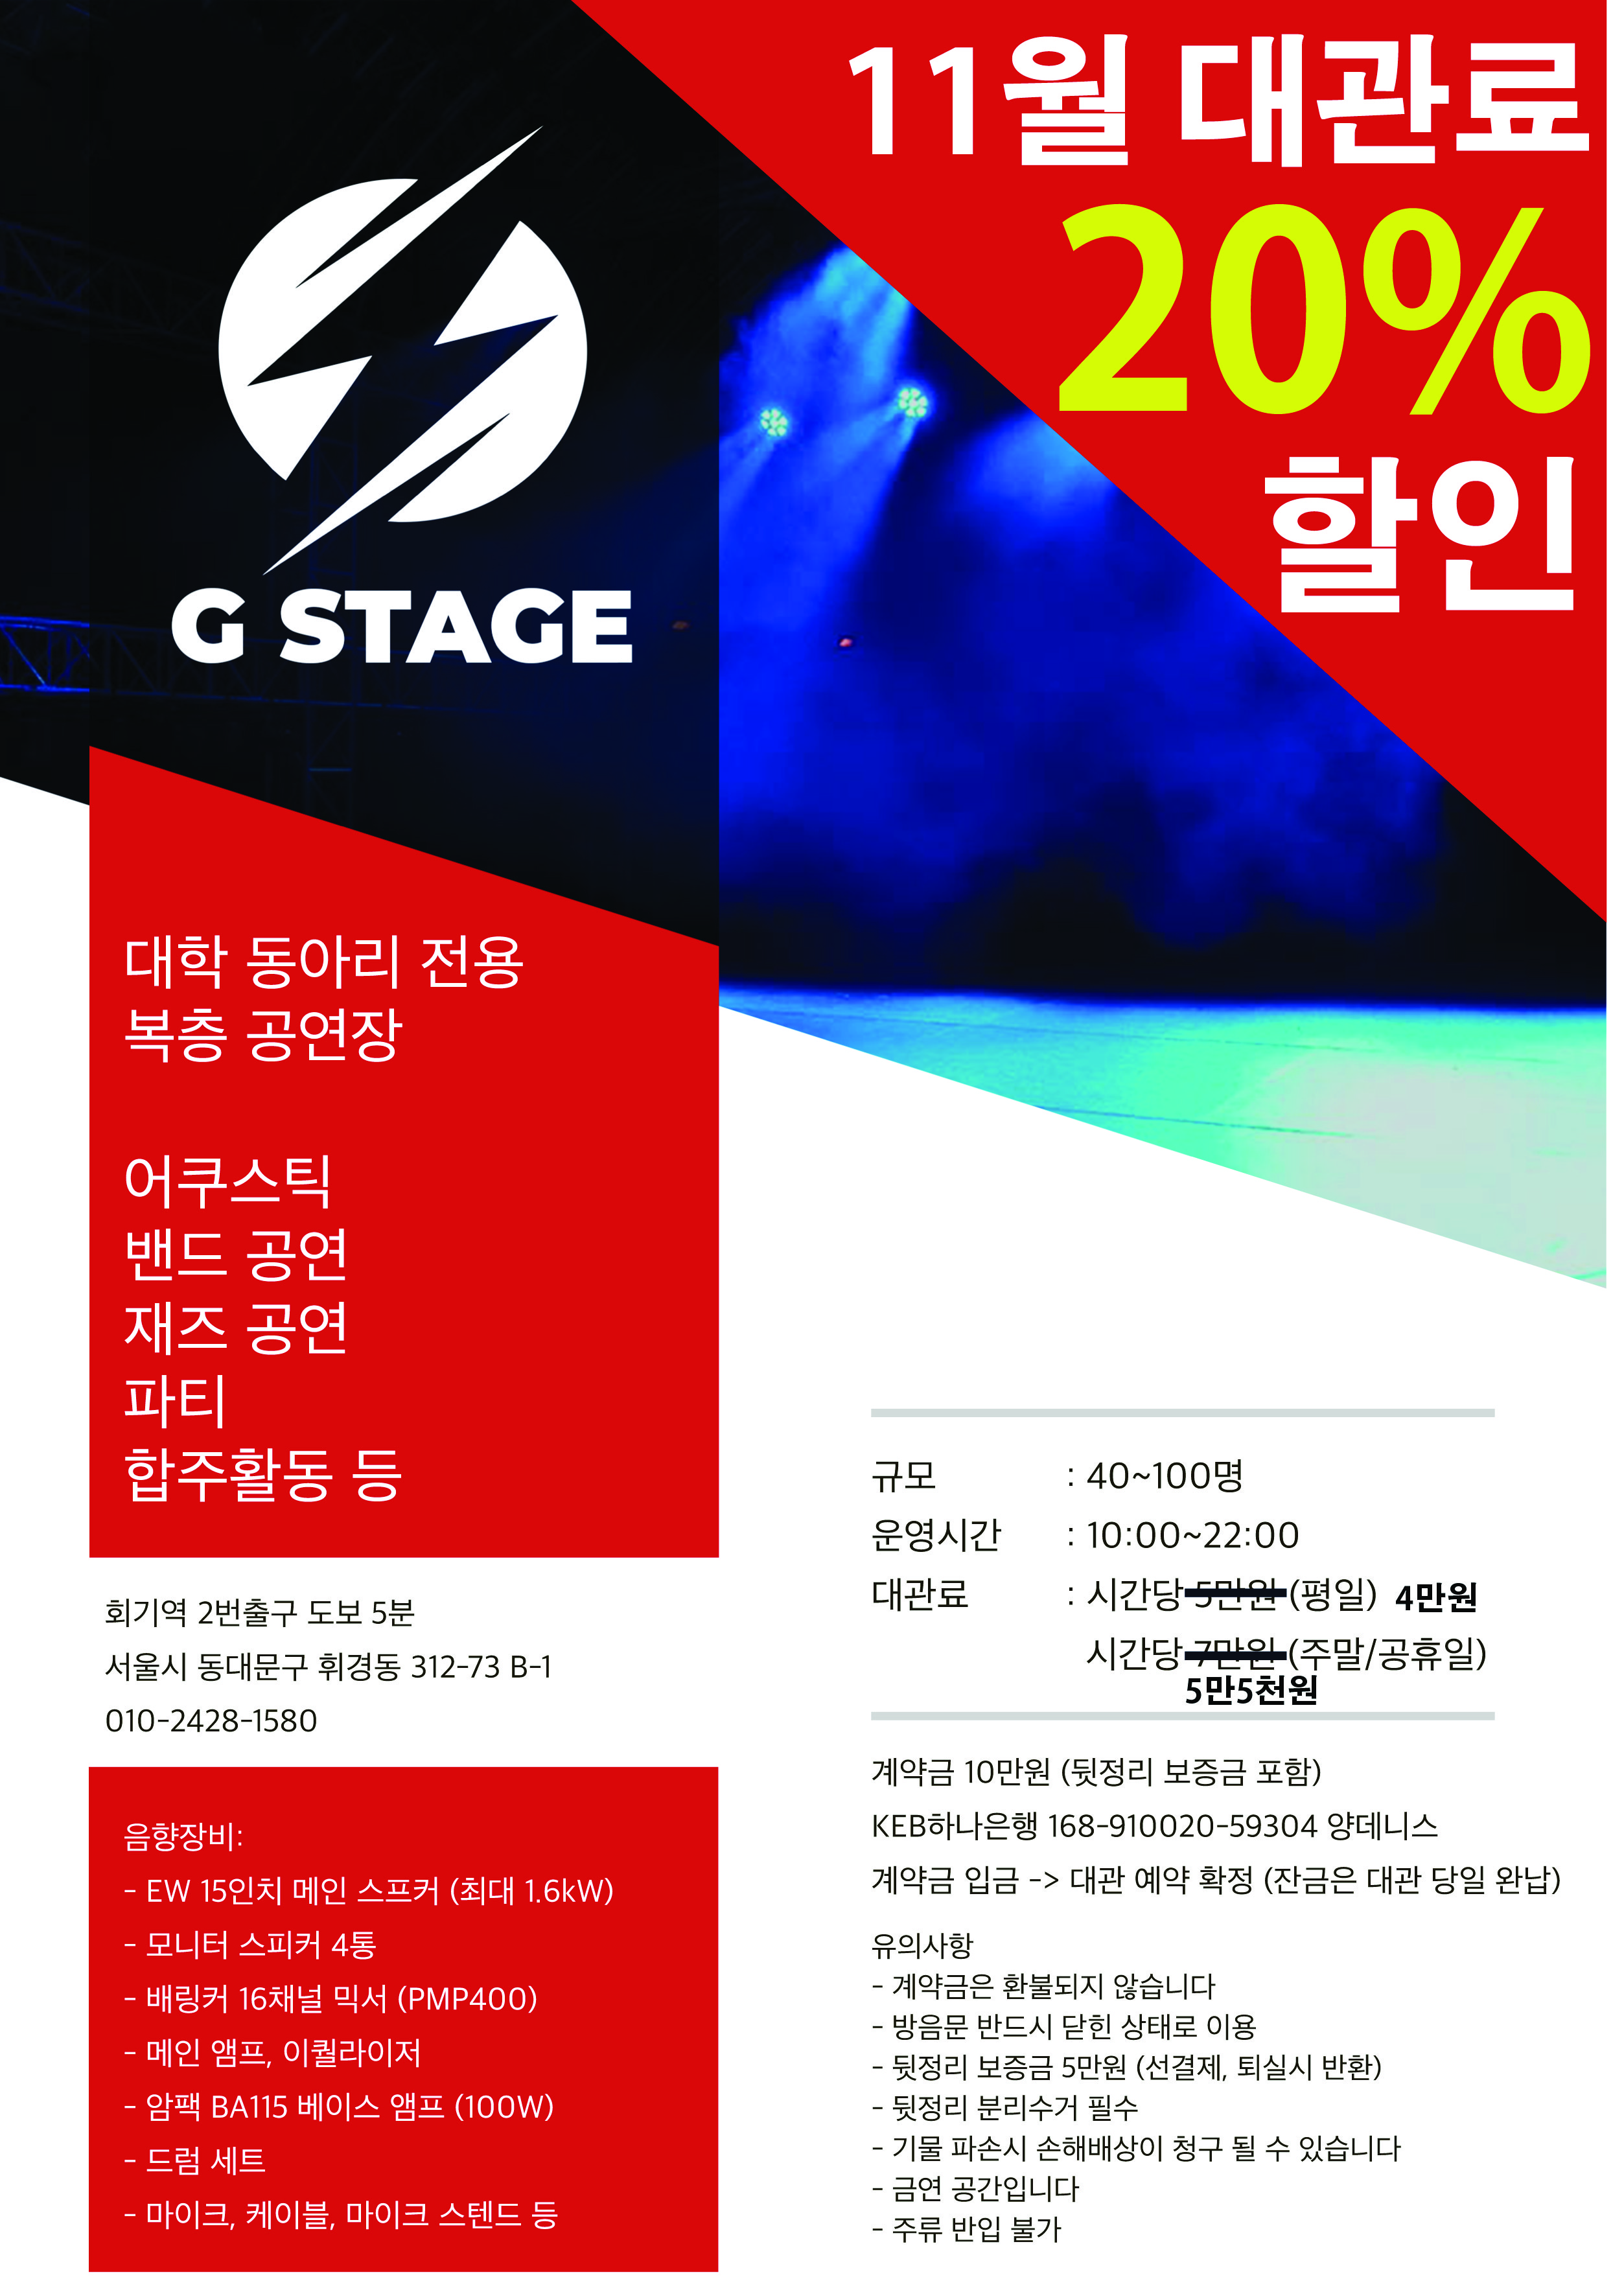 11월 대관료
20%
할인
G STAGE
대학 동아리 전용
복층 공연장
어쿠스틱
밴드 공연
재즈 공연
파티
합주활동 등
회기역 2번출구 도보 5분
서울시 동대문구 휘경동 312-73 B-1
010-2428-1580
음향장비:
- EW 15인치 메인 스프커 (최대 1.6kW)
- 모니터 스피커 4통
- 배링커 16채널 믹서 (PMP400)
- 메인 앰프, 이퀄라이저
- 암팩 BA115 베이스 앰프 (100W)
- 드럼 세트
- 마이크, 케이블, 마이크 스텐드 등
규모 : 40~100명
운영시간 : 10:00~22:00
대관료 : 시간당 5만원 (평일) 4만원
시간당 7만원 (주말/공휴일)
5만5천원
계약금 10만원 (뒷정리 보증금 포함)
KEB하나은행 168-910020-59304 양데니스
계약금 입금 -> 대관 예약 확정 (잔금은 대관 당일 완납)
유의사항
- 계약금은 환불되지 않습니다
- 방음문 반드시 닫힌 상태로 이용
- 뒷정리 보증금 5만원 (선결제, 퇴실시 반환)
- 뒷정리 분리수거 필수
- 기물 파손시 손해배상이 청구 될 수 있습니다
- 금연 공간입니다
- 주류 반입 불가